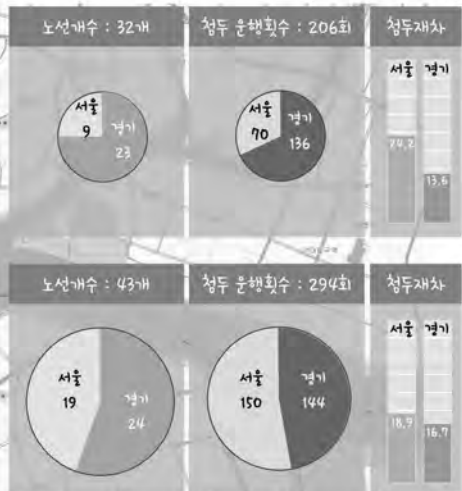 노선개수 : 32개
첨두 운행횟수 : 206회
첨두재차
서울
9
경기
23
서울
70
경기
136
서울 경기
24.2
13.6
노선개수 : 43개
첨두 운행횟수 : 294회
첨두재차
서울
19
경기
24
서울
150
경기
144
서울 경기
18.9
16.7